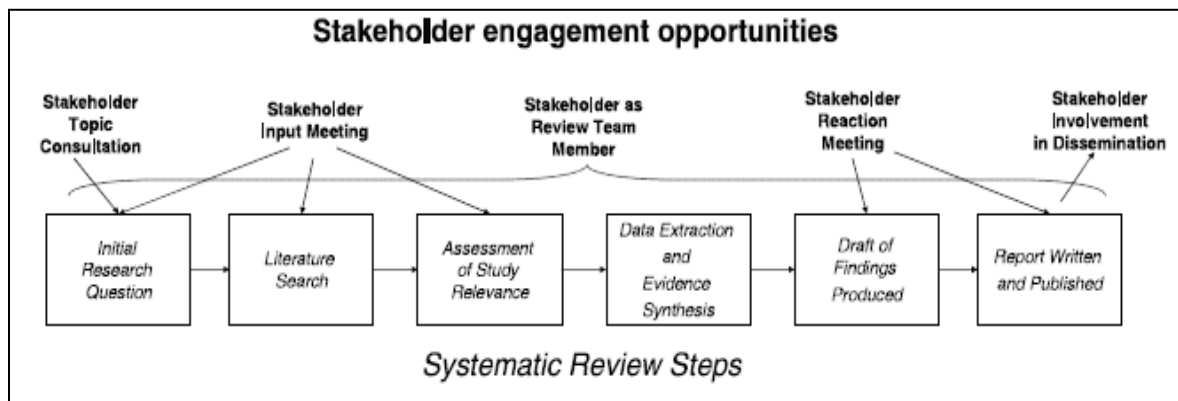 Stakeholder engagement opportunities
Stakeholder
Topic
Consultation
Stakeholder
Input Meeting
Stakeholder as
Review Team
Member
Stakeholder
Reaction
Meeting
Stakeholder
Involvement
in Dissemination
Initial
Research
Question
Literature
Search
Assessment
of Study
Relevance
Data Extraction
and
Evidence
Synthesis
Draft of
Findings
Produced
Report Written
and Published
Systematic Review Steps